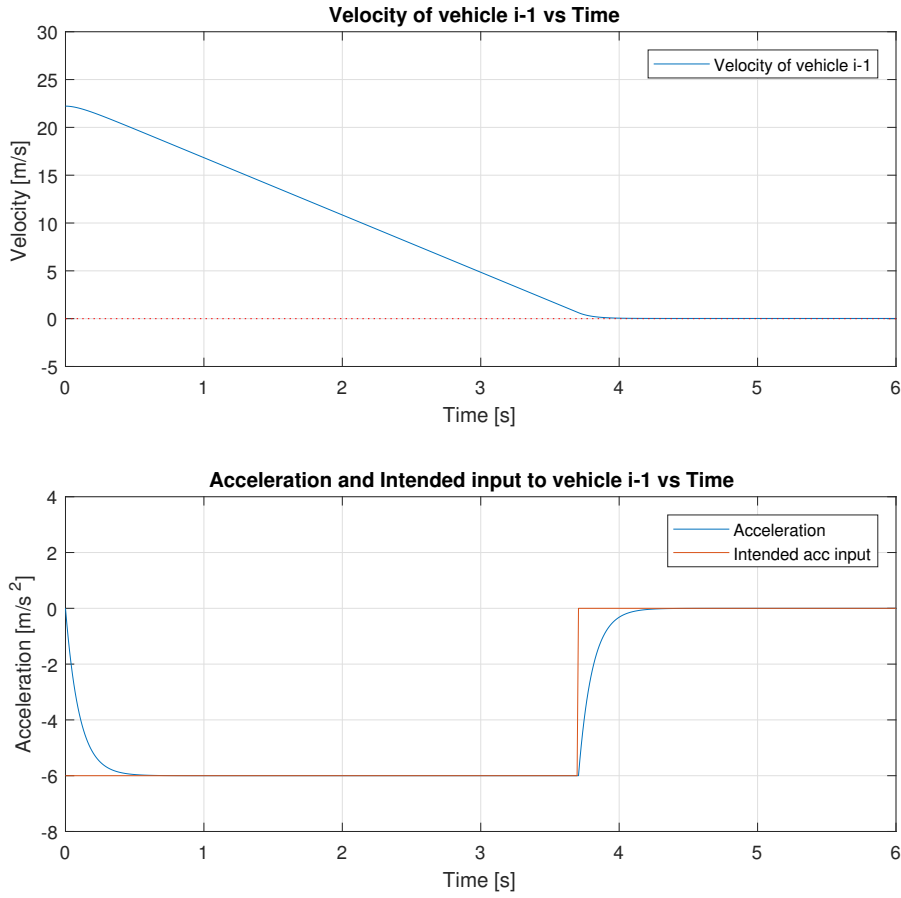 Velocity of vehicle i-1 vs Time
30
25
20
15
10
5
0
-5
Velocity [m/s]
Velocity of vehicle i-1
0 1 2 3 4 5 6
Time [s]
Acceleration and Intended input to vehicle i-1 vs Time
4
2
0
-2
-4
-6
-8
Acceleration [m/s²]
Acceleration
Intended acc input
0 1 2 3 4 5 6
Time [s]